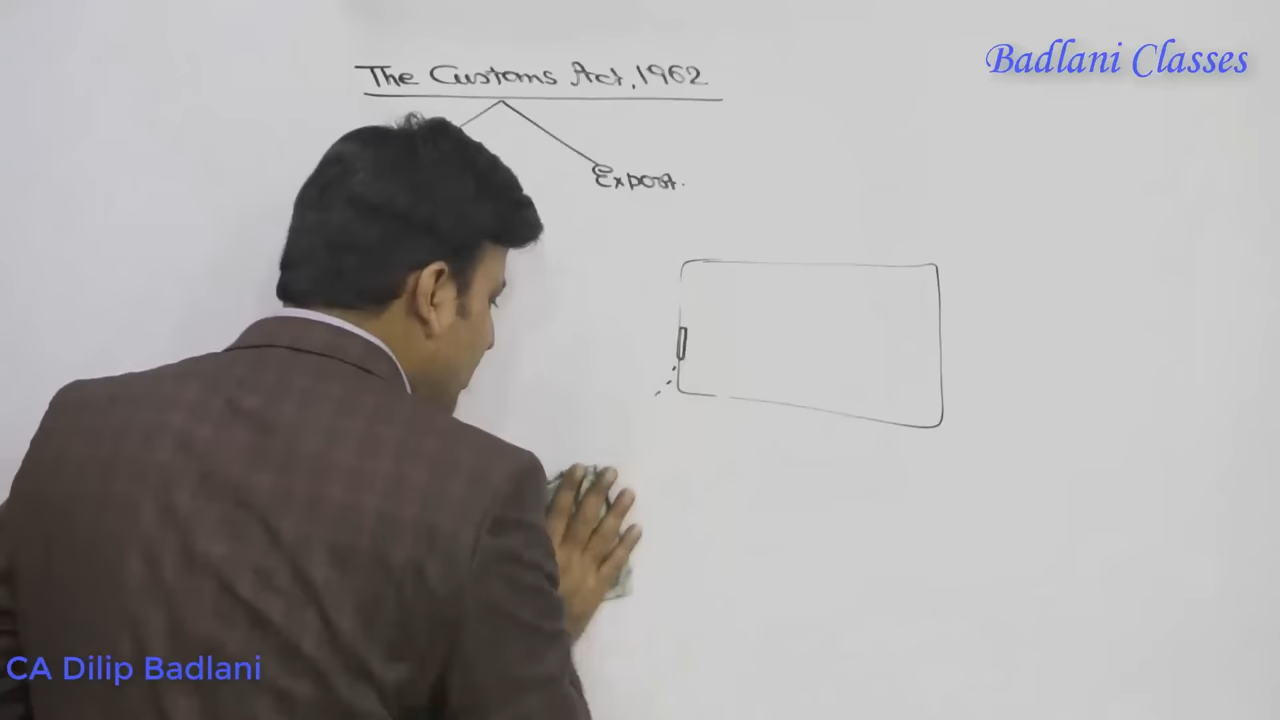 Badlani Classes
The Customs Act, 1962
Export.
CA Dilip Badlani